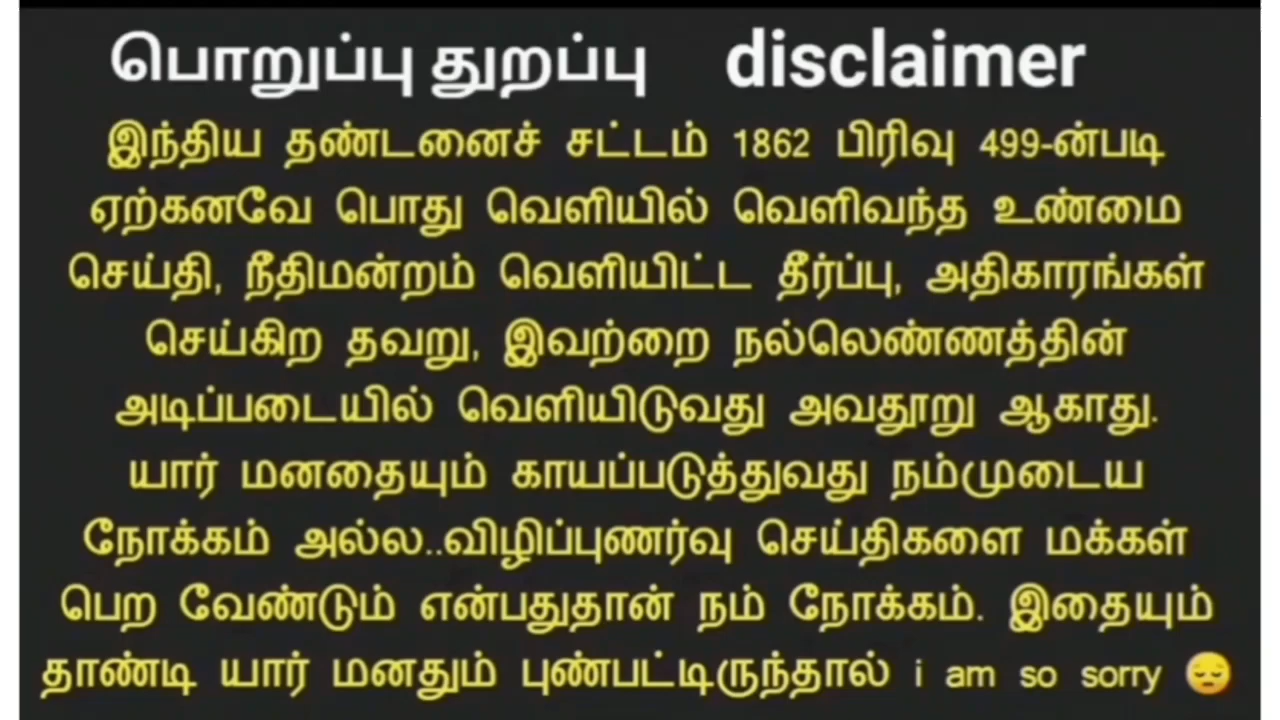 பொறுப்பு துறப்பு disclaimer
இந்திய தண்டனைச் சட்டம் 1862 பிரிவு 499-ன்படி
ஏற்கனவே பொது வெளியில் வெளிவந்த உண்மை
செய்தி, நீதிமன்றம் வெளியிட்ட தீர்ப்பு, அதிகாரங்கள்
செய்கிற தவறு, இவற்றை நல்லெண்ணத்தின்
அடிப்படையில் வெளியிடுவது அவதூறு ஆகாது.
யார் மனதையும் காயப்படுத்துவது நம்முடைய
நோக்கம் அல்ல..விழிப்புணர்வு செய்திகளை மக்கள்
பெற வேண்டும் என்பதுதான் நம் நோக்கம். இதையும்
தாண்டி யார் மனதும் புண்பட்டிருந்தால் i am so sorry 😔